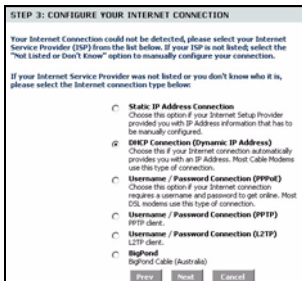 STEP 3: CONFIGURE YOUR INTERNET CONNECTION
Your Internet Connection could not be detected, please select your Internet
Service Provider (ISP) from the list below. If your ISP is not listed; select the
"Not Listed or Don't Know" option to manually configure your connection.
If your Internet Service Provider was not listed or you don't know who it is,
please select the Internet connection type below:
Static IP Address Connection
Choose this option if your Internet Setup Provider
provided you with IP Address information that has to
be manually configured.
DHCP Connection (Dynamic IP Address)
Choose this if your Internet connection automatically
provides you with an IP Address. Most Cable Modems
use this type of connection.
Username / Password Connection (PPPoE)
Choose this option if your Internet connection
requires a username and password to get online. Most
DSL modems use this type of connection.
Username / Password Connection (PPTP)
PPTP client.
Username / Password Connection (L2TP)
L2TP client.
BigPond
BigPond Cable (Australia)
Prev Next Cancel